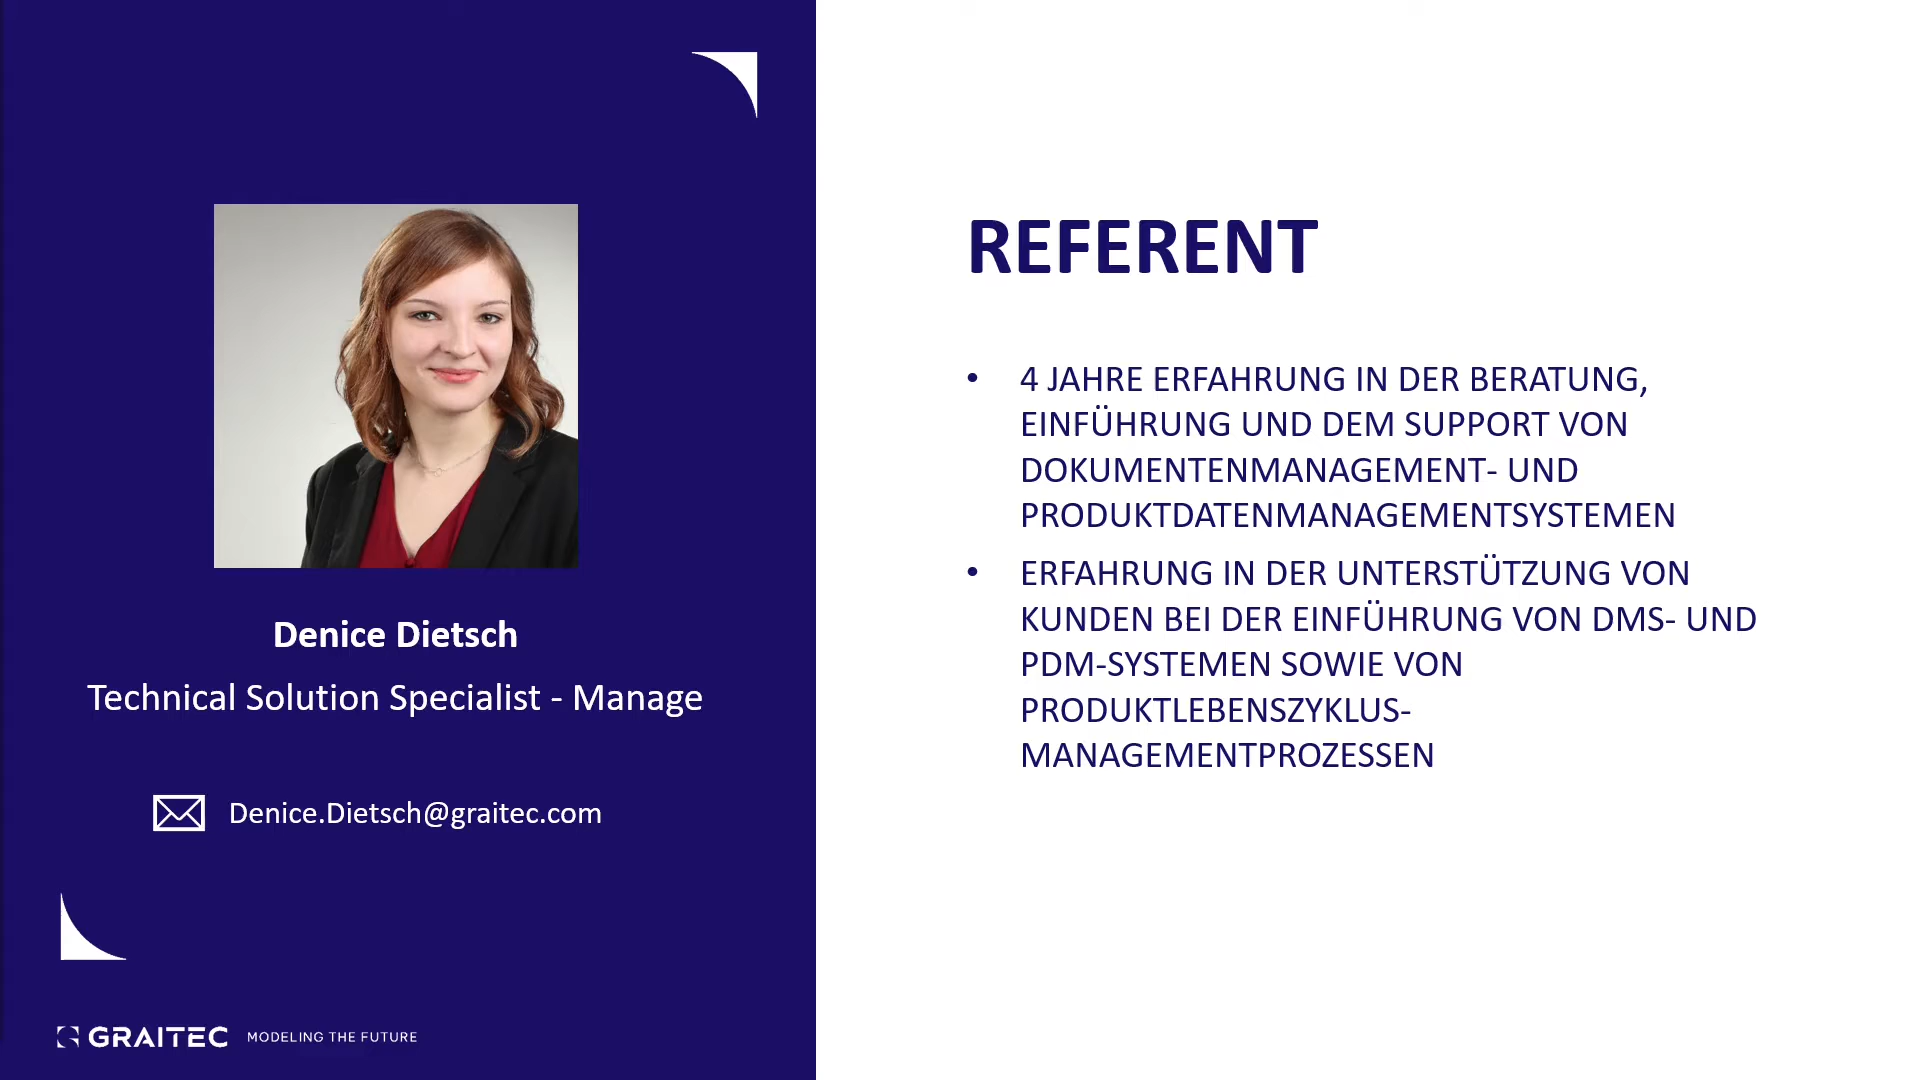 Denice Dietsch
Technical Solution Specialist - Manage
Denice.Dietsch@graitec.com
GRAITEC MODELING THE FUTURE
REFERENT
• 4 JAHRE ERFAHRUNG IN DER BERATUNG,
EINFÜHRUNG UND DEM SUPPORT VON
DOKUMENTENMANAGEMENT- UND
PRODUKTDATENMANAGEMENTSYSTEMEN
• ERFAHRUNG IN DER UNTERSTÜTZUNG VON
KUNDEN BEI DER EINFÜHRUNG VON DMS- UND
PDM-SYSTEMEN SOWIE VON
PRODUKTLEBENSZYKLUS-
MANAGEMENTPROZESSEN